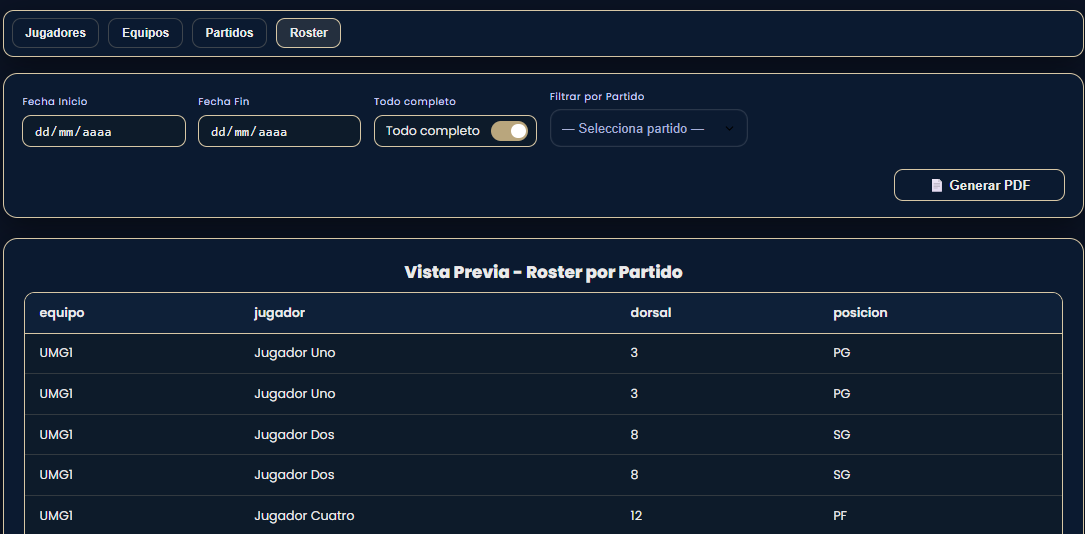 Jugadores Equipos Partidos Roster
Fecha Inicio Fecha Fin Todo completo Filtrar por Partido
dd/mm/aaaa dd/mm/aaaa Todo completo — Selecciona partido —
Generar PDF
Vista Previa - Roster por Partido
equipo jugador dorsal posicion
UMG1 Jugador Uno 3 PG
UMG1 Jugador Uno 3 PG
UMG1 Jugador Dos 8 SG
UMG1 Jugador Dos 8 SG
UMG1 Jugador Cuatro 12 PF